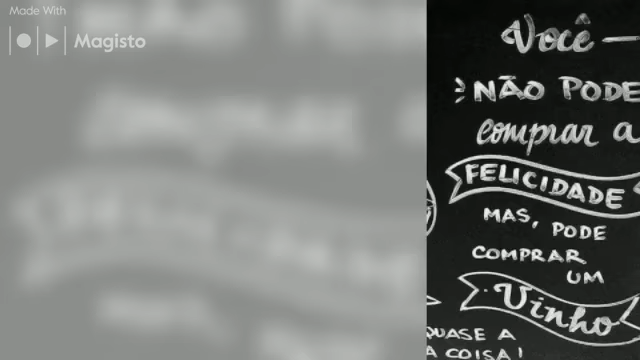 Made With
Magisto
Você
NÃO PODE
comprar a
FELICIDADE
MAS, PODE
COMPRAR
UM
Vinho
QUASE A
A COISA!